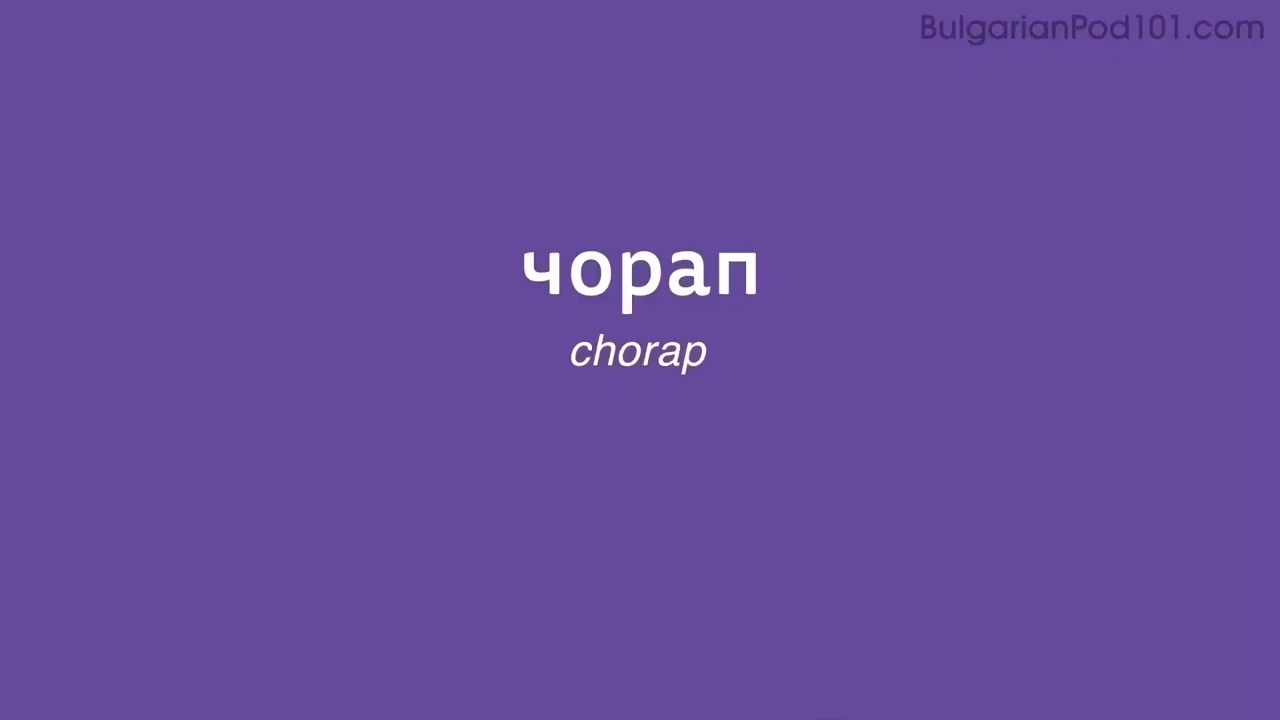 BulgarianPod101.com
чорап
chorap